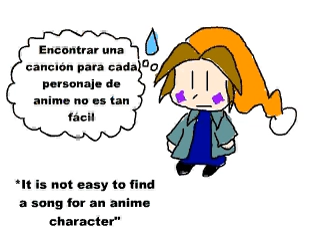 Encontrar una
canción para cada
personaje de
anime no es tan
fácil
*It is not easy to find
a song for an anime
character"